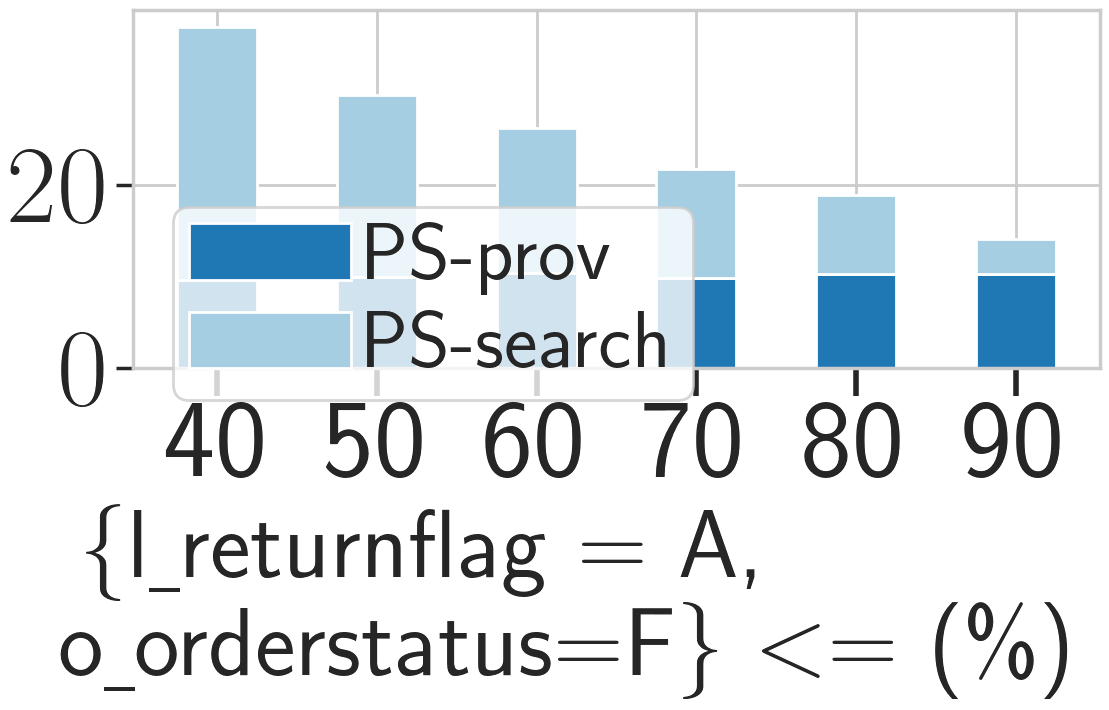 20
PS-prov
PS-search
0
40 50 60 70 80 90
{l_returnflag = A,
o_orderstatus=F} <= (%)